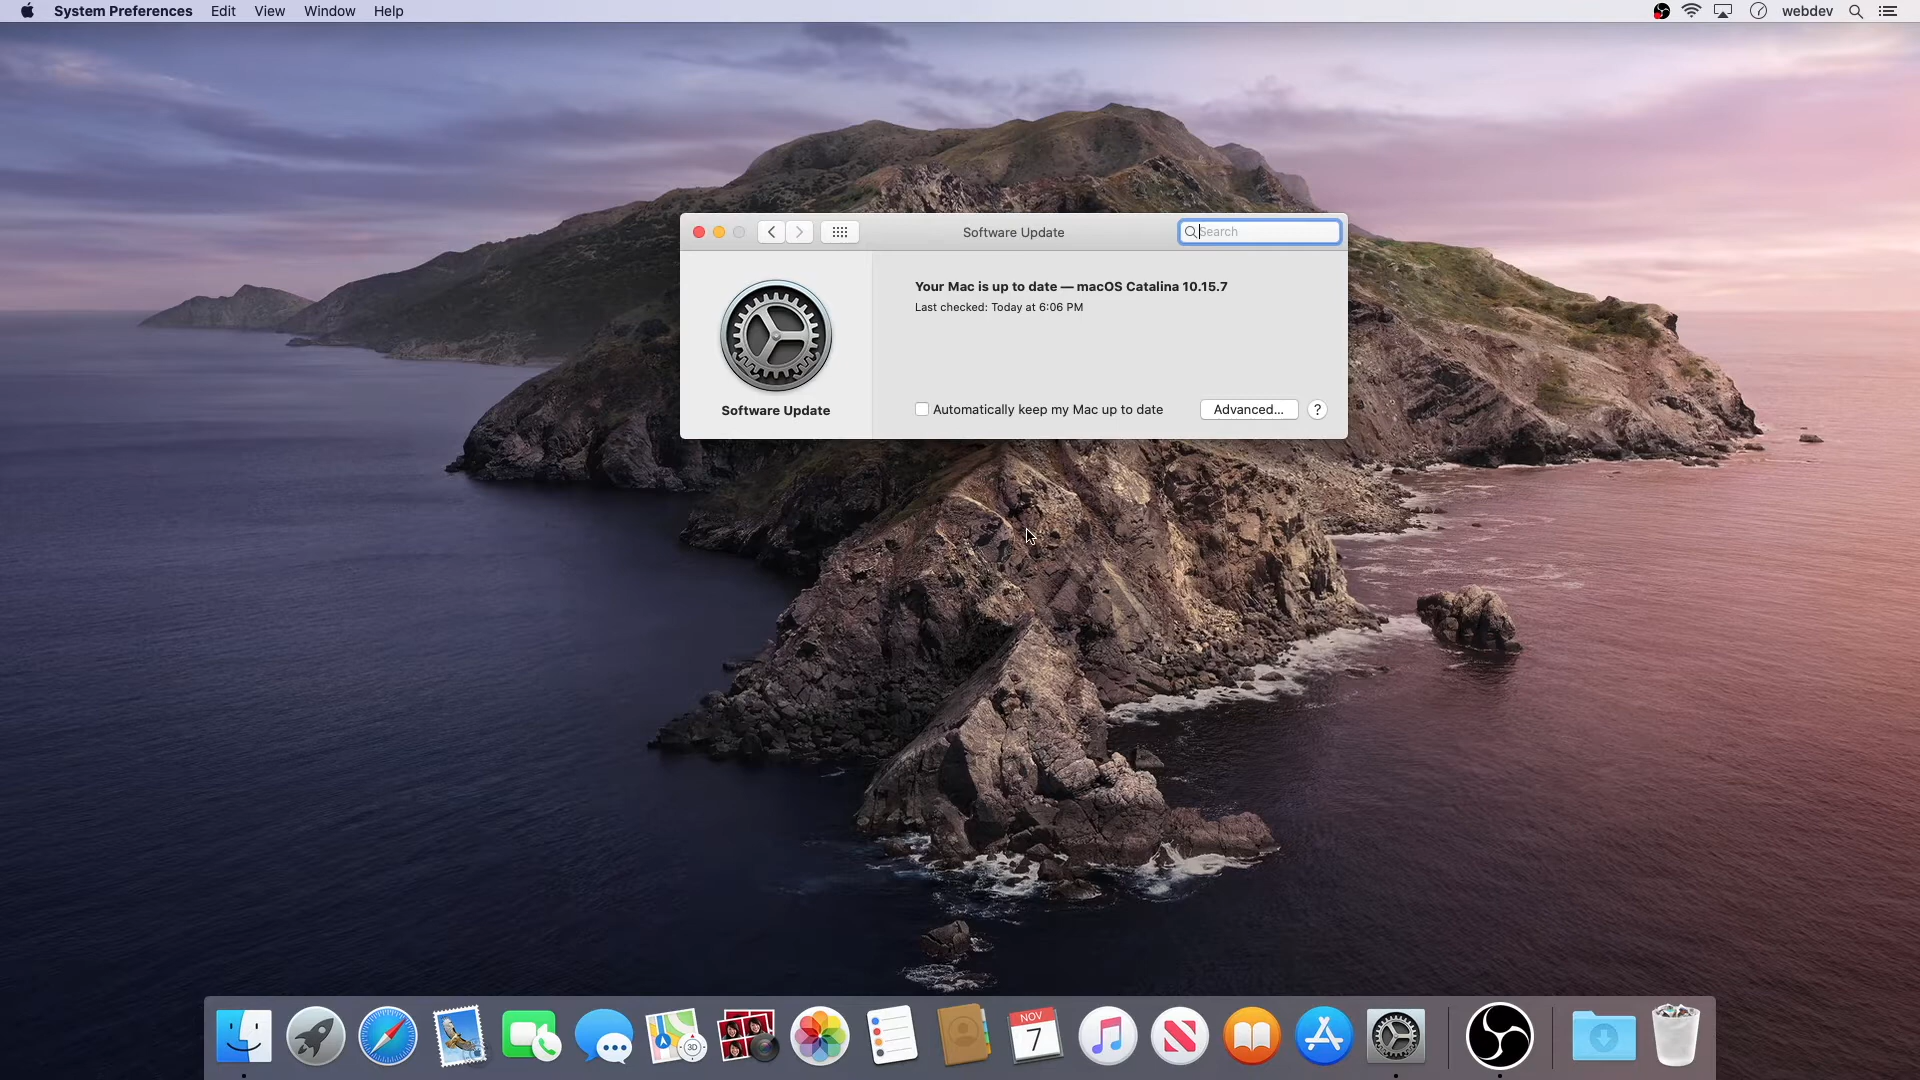 System Preferences Edit View Window Help
webdev
Software Update
Search
Your Mac is up to date — macOS Catalina 10.15.7
Last checked: Today at 6:06 PM
Software Update
Automatically keep my Mac up to date
Advanced...
?
3D
NOV
7